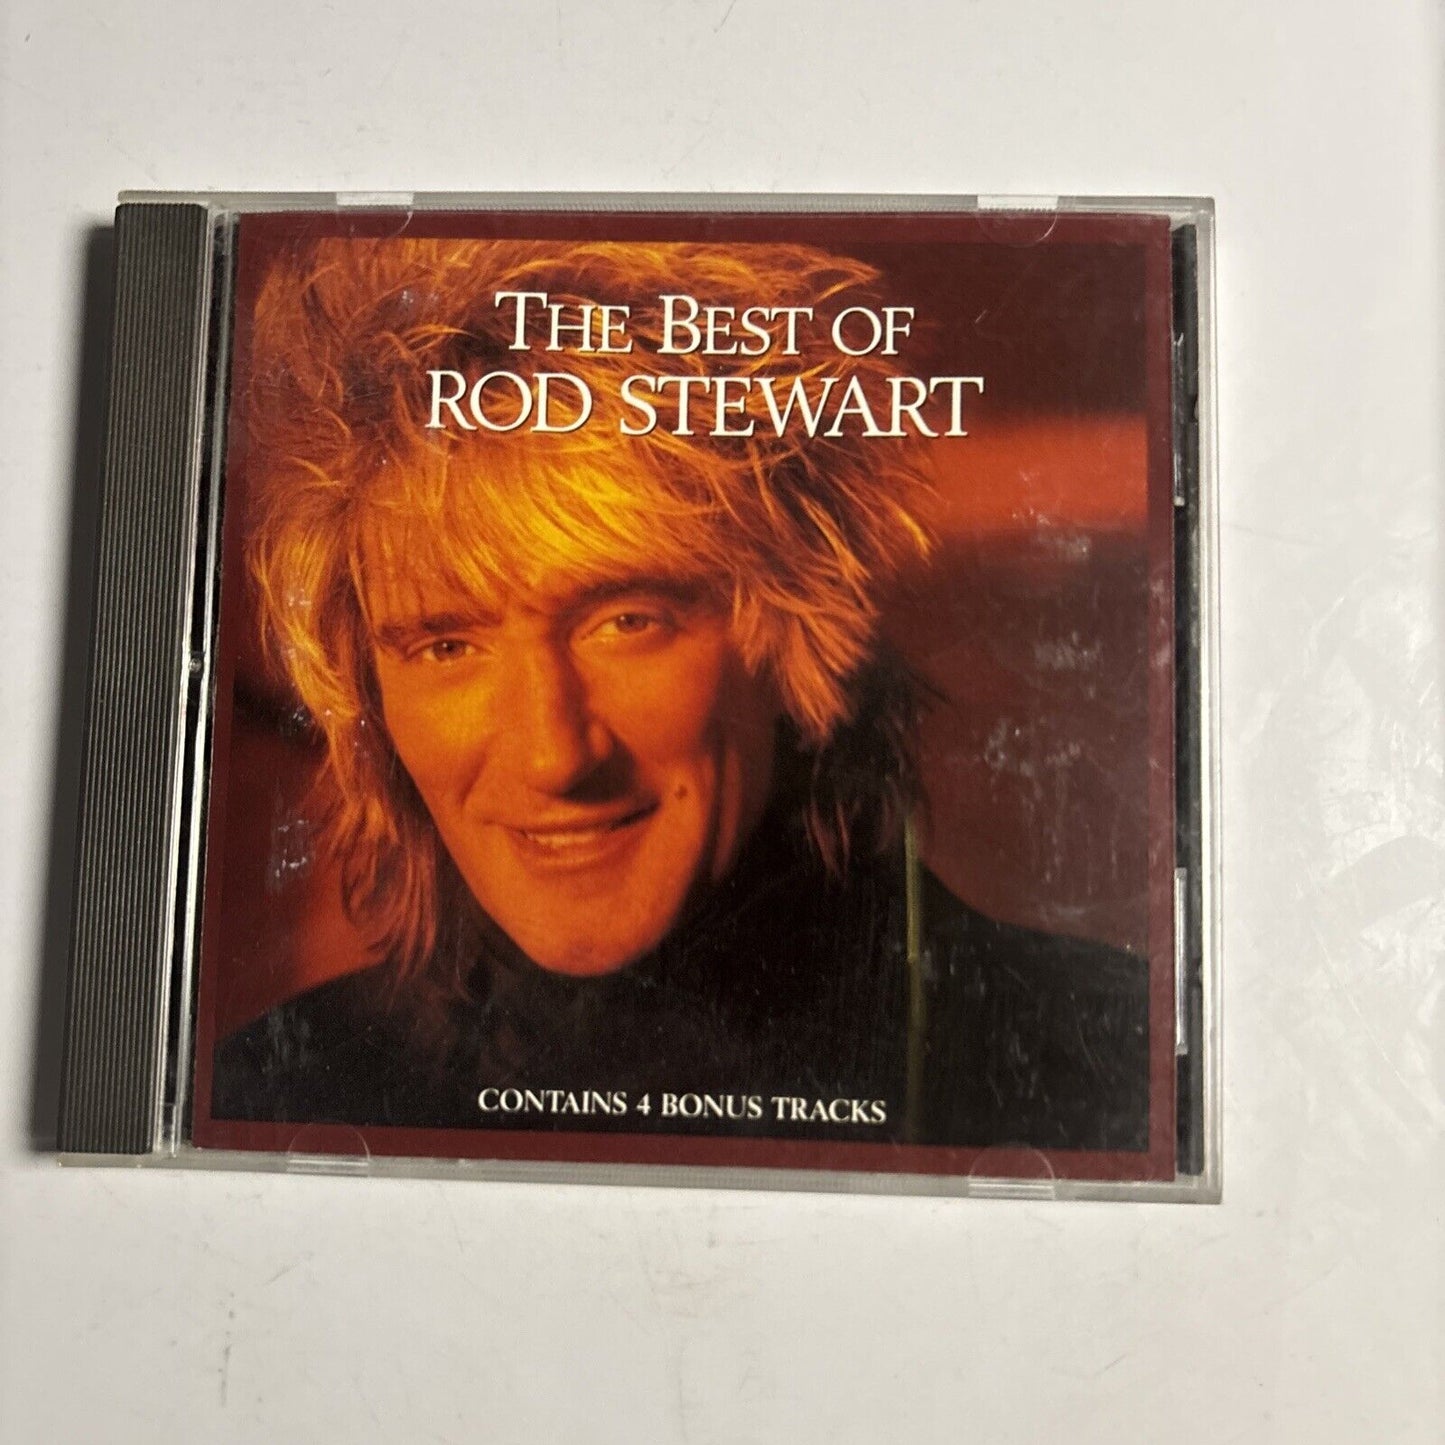 THE BEST OF
ROD STEWART
CONTAINS 4 BONUS TRACKS